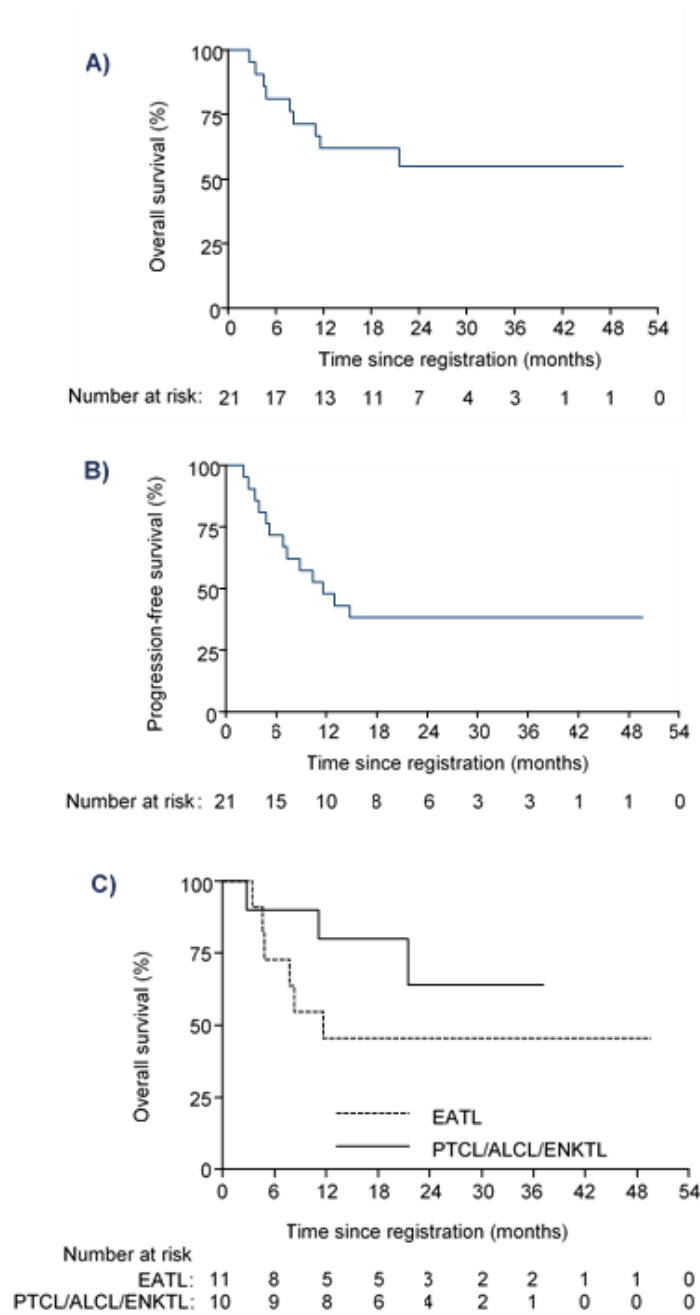 A)
Overall survival (%)
100
75
50
25
0
0 6 12 18 24 30 36 42 48 54
Time since registration (months)
Number at risk: 21 17 13 11 7 4 3 1 1 0
B)
Progression-free survival (%)
100
75
50
25
0
0 6 12 18 24 30 36 42 48 54
Time since registration (months)
Number at risk: 21 15 10 8 6 3 3 1 1 0
C)
Overall survival (%)
100
75
50
25
0
EATL
PTCL/ALCL/ENKTL
0 6 12 18 24 30 36 42 48 54
Time since registration (months)
Number at risk
EATL: 11 8 5 5 3 2 2 1 1 0
PTCL/ALCL/ENKTL: 10 9 8 6 4 2 1 0 0 0